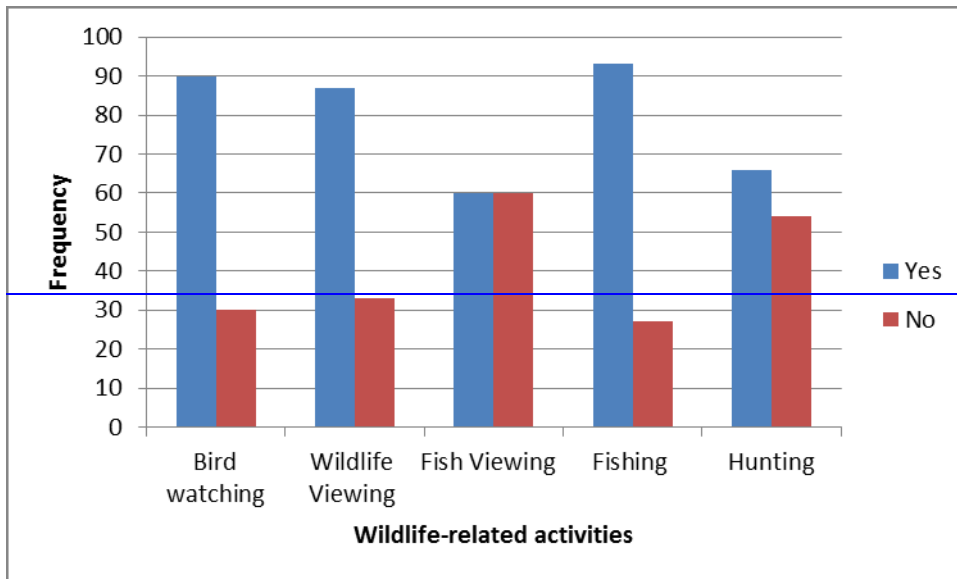 100
90
80
70
60
50
40
30
20
10
0
Frequency
Bird watching
Wildlife Viewing
Fish Viewing
Fishing
Hunting
Wildlife-related activities
Yes
No